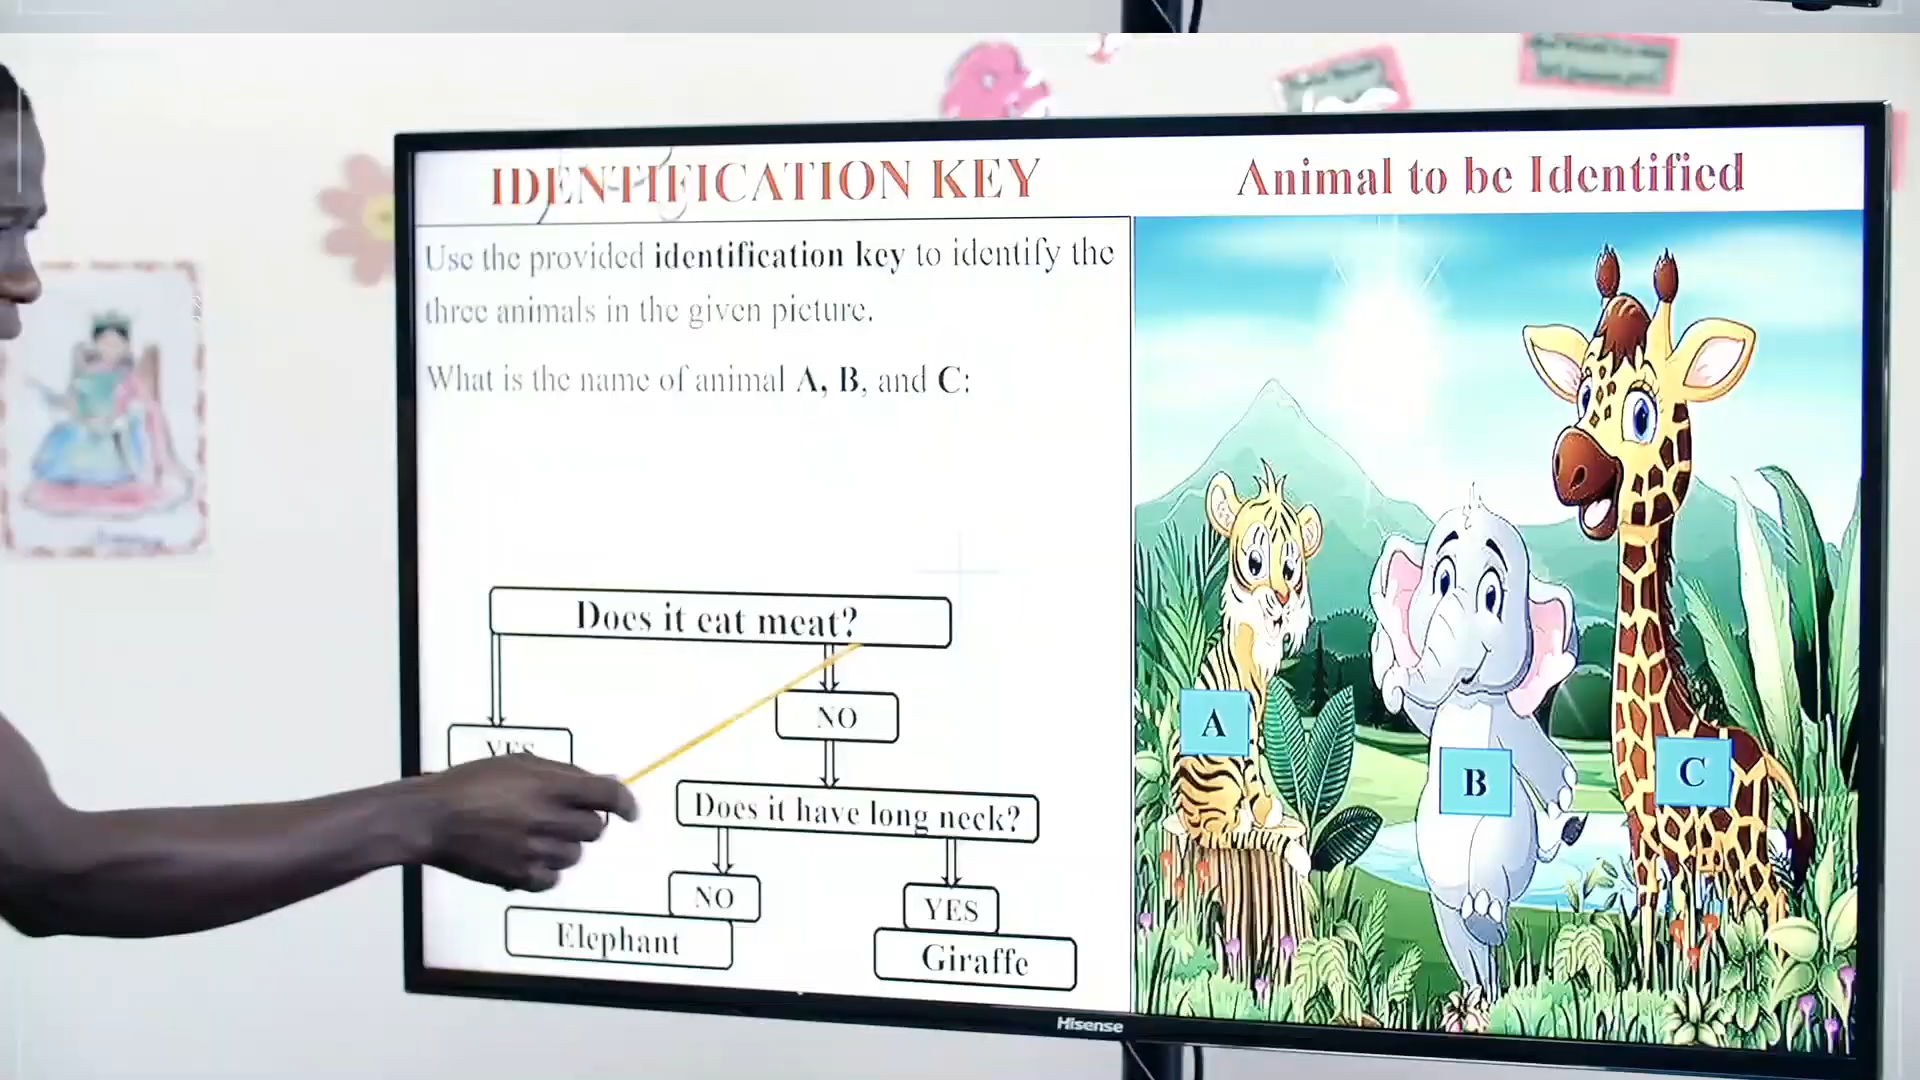 IDENTIFICATION KEY
Animal to be Identified
Use the provided identification key to identify the
three animals in the given picture.
What is the name of animal A, B, and C:
Does it eat meat?
YES
NO
Does it have long neck?
NO
YES
Elephant
Giraffe
A
B
C
Hisense